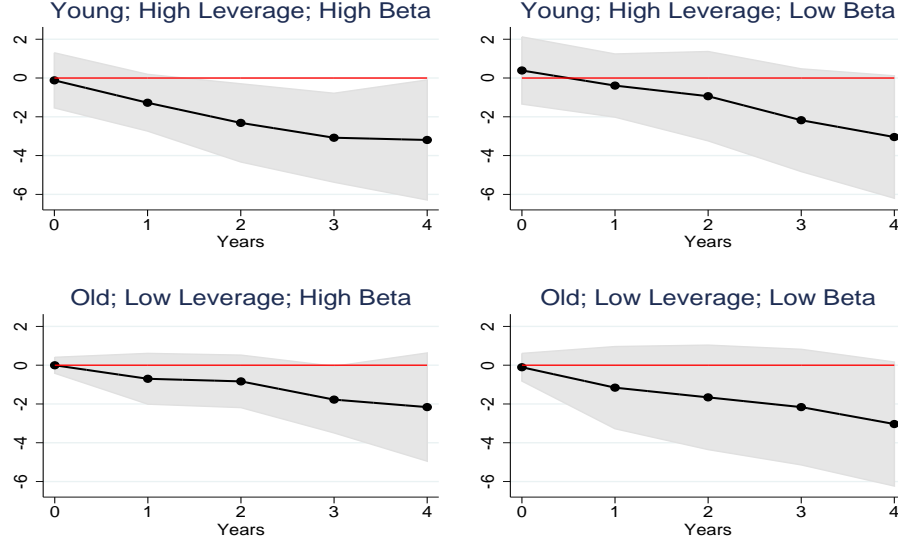 Young; High Leverage; High Beta
2
0
-2
-4
-6
0 1 2 3 4
Years
Young; High Leverage; Low Beta
2
0
-2
-4
-6
0 1 2 3 4
Years
Old; Low Leverage; High Beta
2
0
-2
-4
-6
0 1 2 3 4
Years
Old; Low Leverage; Low Beta
2
0
-2
-4
-6
0 1 2 3 4
Years